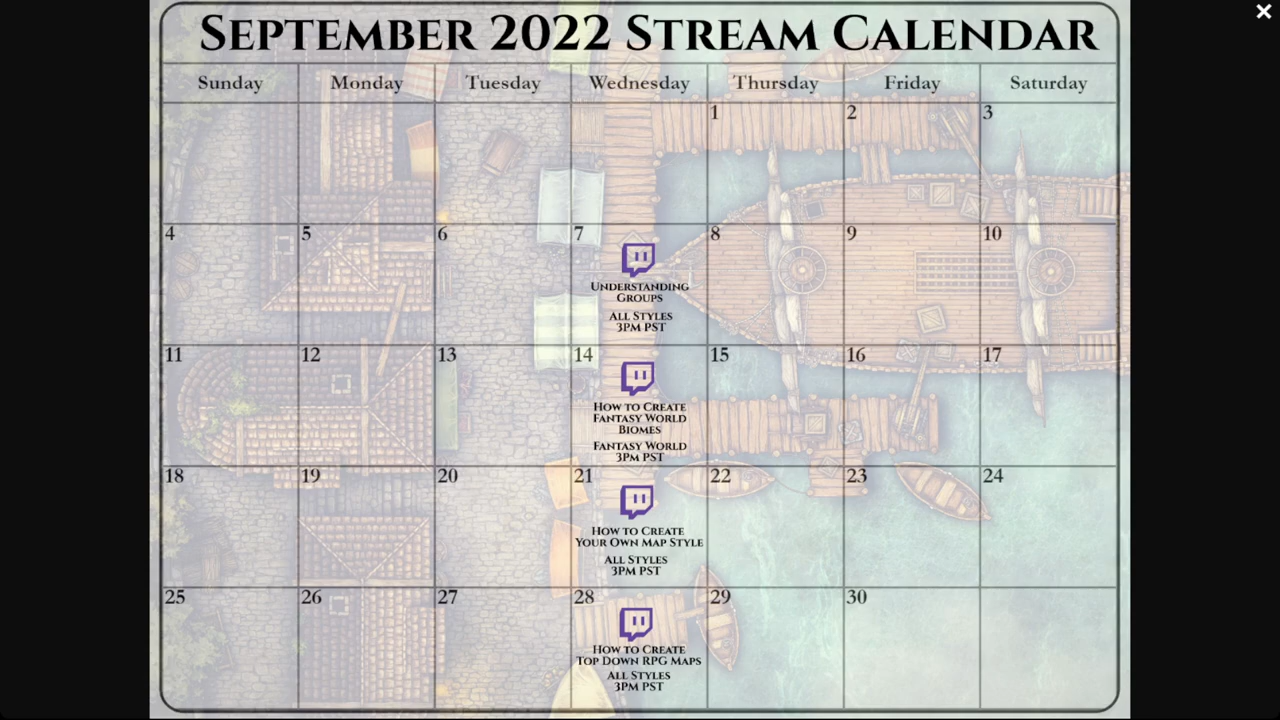 September 2022 Stream Calendar
Sunday Monday Tuesday Wednesday Thursday Friday Saturday
1 2 3
4 5 6 7 8 9 10
Understanding
Groups
All Styles
3PM PST
11 12 13 14 15 16 17
How to Create
Fantasy World
Biomes
Fantasy World
3PM PST
18 19 20 21 22 23 24
How to Create
Your Own Map Style
All Styles
3PM PST
25 26 27 28 29 30
How to Create
Top Down RPG Maps
All Styles
3PM PST